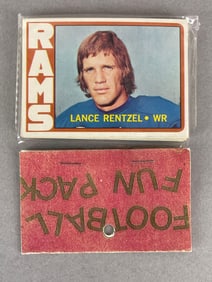 RAMS
LANCE RENTZEL • WR
FOOTBALL
FUN PACK